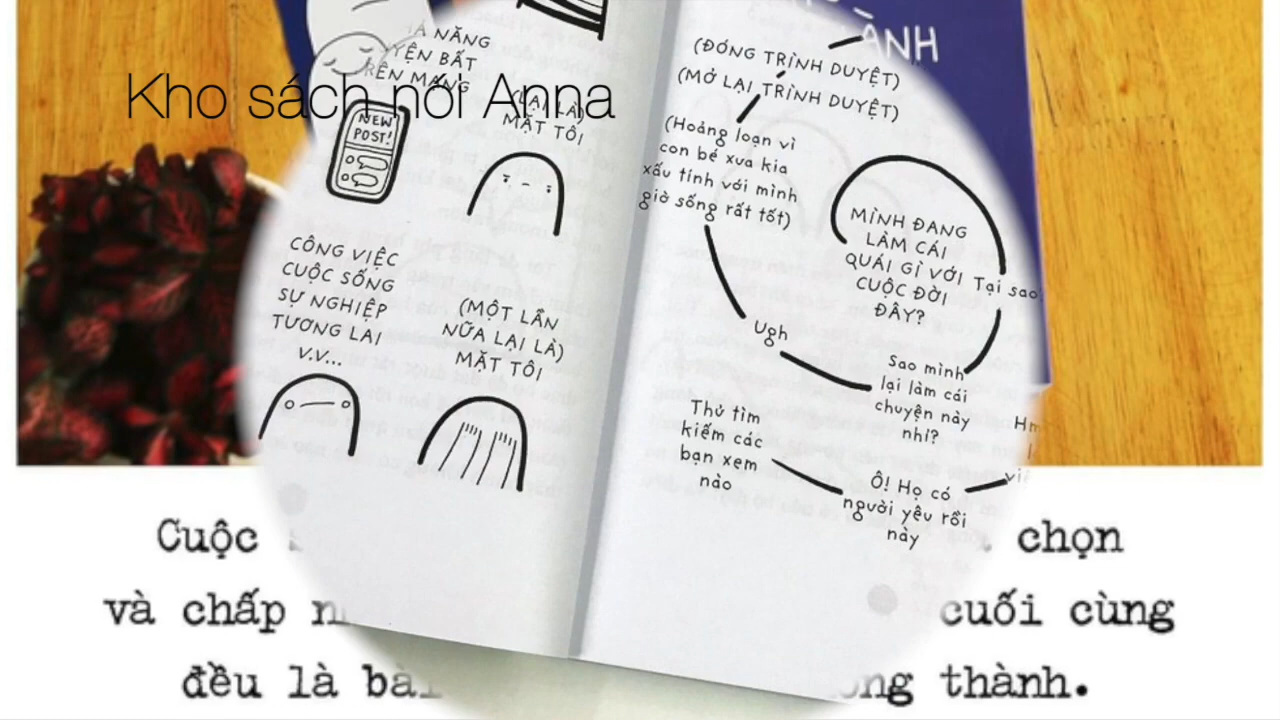 ÀNH
NĂNG
BẤT
Kho sách nói Anna
NEW
POST!
MẶT TÔI
CÔNG VIỆC
CUỘC SỐNG
SỰ NGHIỆP
TƯƠNG LAI
V.V...
(MỘT LẦN
NỮA LẠI LÀ)
MẶT TÔI
(ĐÓNG TRÌNH DUYỆT)
(MỞ LẠI TRÌNH DUYỆT)
(Hoảng loạn vì
con bé xưa kia
xấu tính với mình
giờ sống rất tốt)
MÌNH ĐANG
LÀM CÁI
QUÁI GÌ VỚI
CUỘC ĐỜI
ĐÂY?
Tại sao
Ugh
Sao mình
lại làm cái
chuyện này
nhỉ?
Thử tìm
kiếm các
bạn xem
nào
Ô! Họ có
người yêu rồi
này
Cuộc chọn
và chấp cuối cùng
đều là thành.